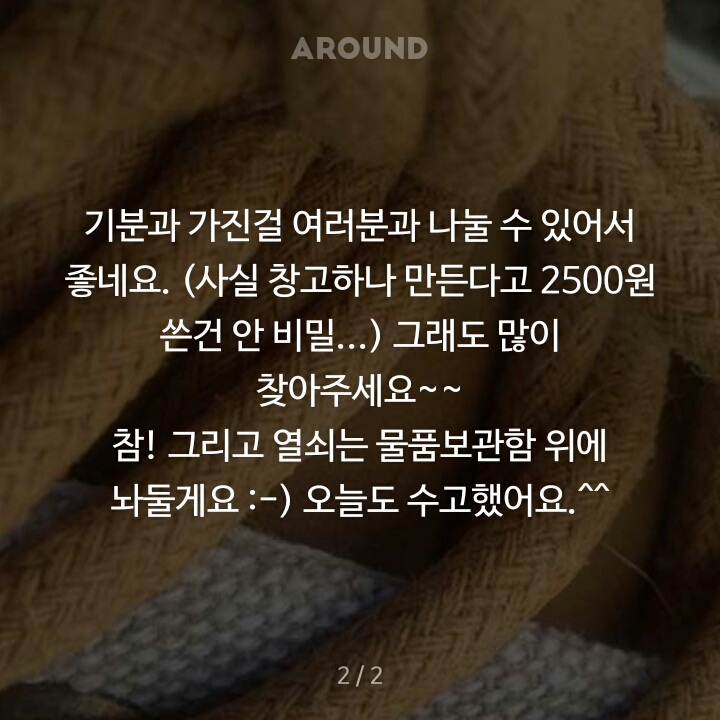 AROUND
기분과 가진걸 여러분과 나눌 수 있어서
좋네요. (사실 창고하나 만든다고 2500원
쓴건 안 비밀...) 그래도 많이
찾아주세요~~
참! 그리고 열쇠는 물품보관함 위에
놔둘게요 :-) 오늘도 수고했어요.^^
2 / 2